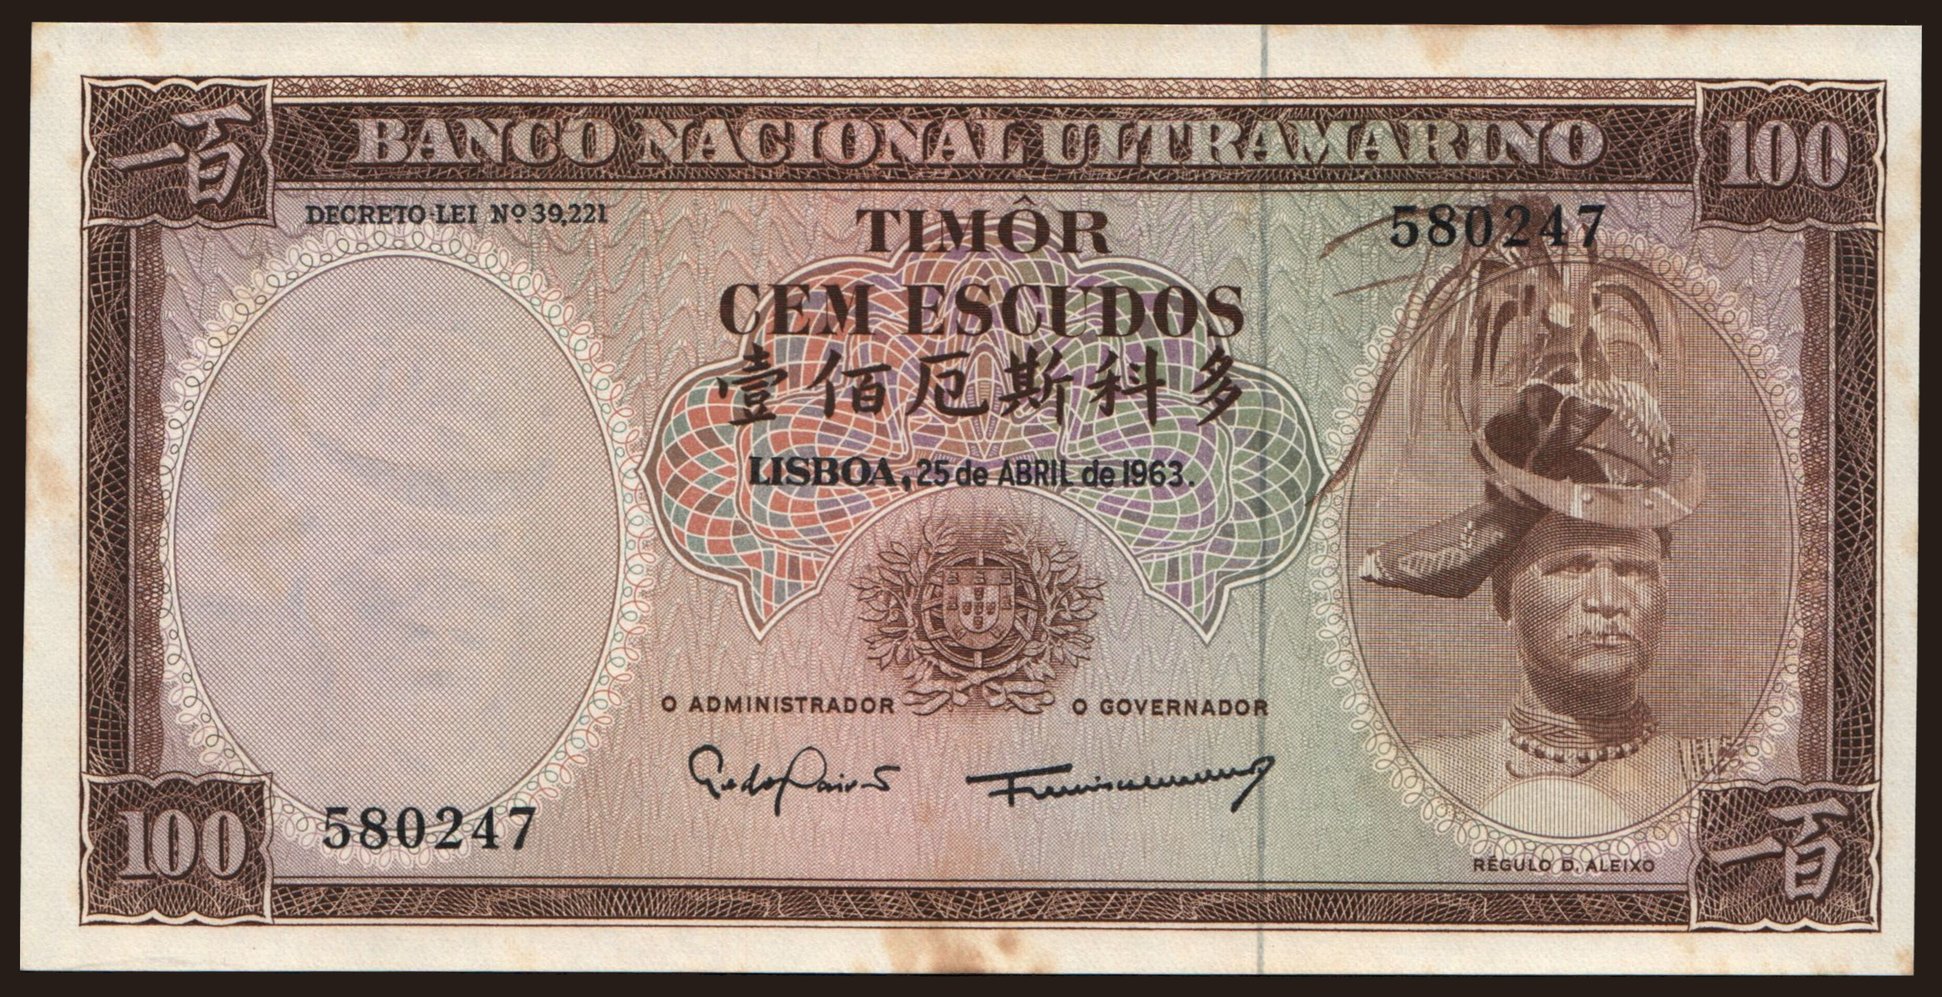 一百
BANCO NACIONAL ULTRAMARINO
100
DECRETO-LEI Nº 39,221
TIMÔR
580247
CEM ESCUDOS
壹佰厄斯科多
LISBOA, 25 de ABRIL de 1963.
O ADMINISTRADOR
O GOVERNADOR
100
580247
RÉGULO D. ALEIXO
一百